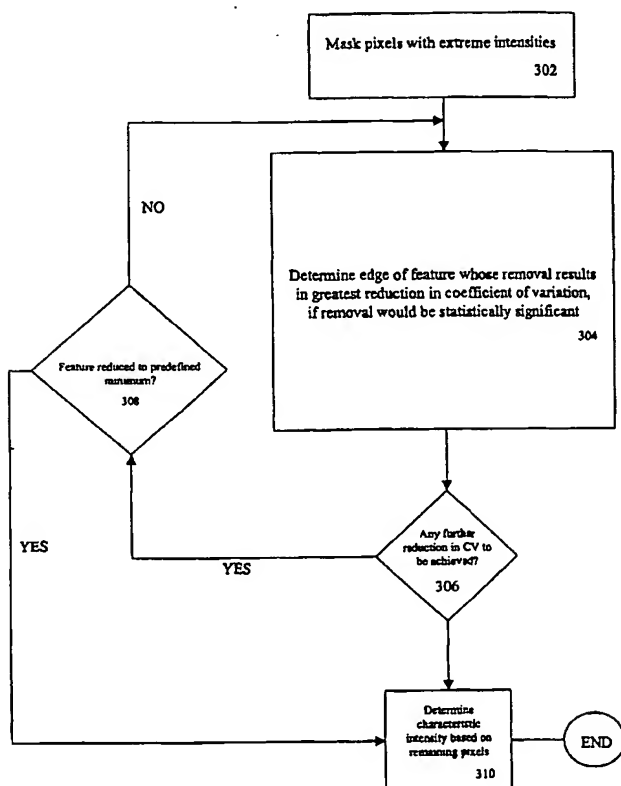 Mask pixels with extreme intensities
302
NO
Determine edge of feature whose removal results
in greatest reduction in coefficient of variation,
if removal would be statistically significant
304
Feature reduced to predefined
minimum?
308
YES
YES
Any further
reduction in CV to
be achieved?
306
Determine
characteristic
intensity based on
remaining pixels
310
END